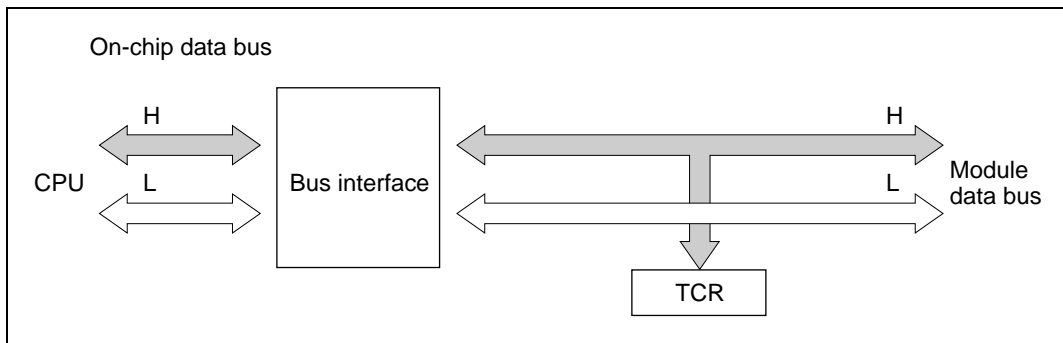 On-chip data bus
H
H
CPU
L
Bus interface
L
Module
data bus
TCR